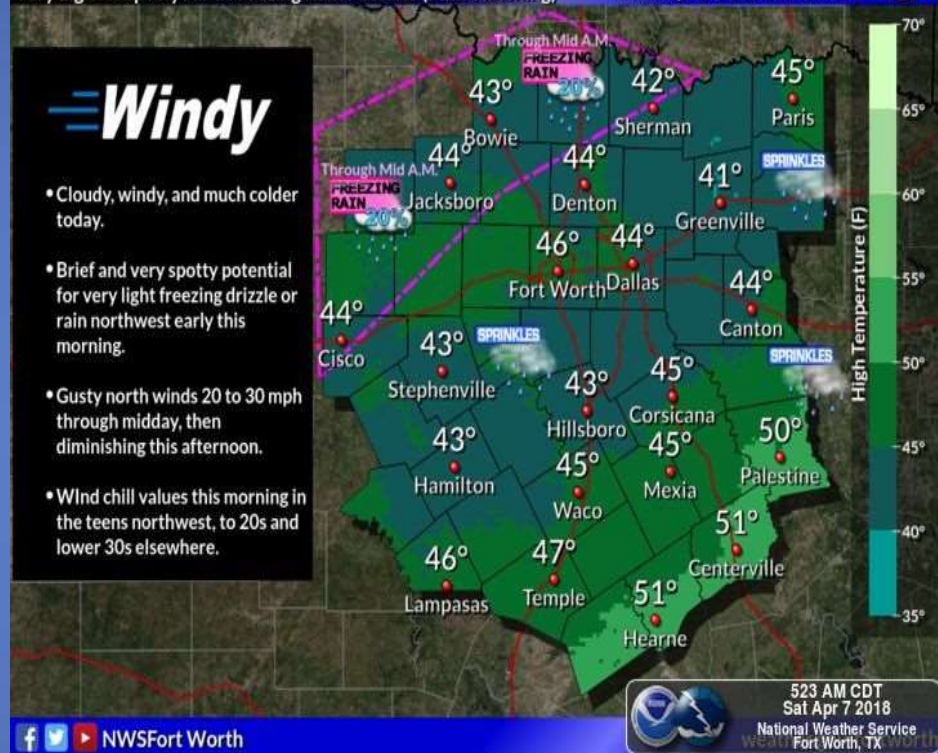 Windy
• Cloudy, windy, and much colder
today.
• Brief and very spotty potential
for very light freezing drizzle or
rain northwest early this
morning.
• Gusty north winds 20 to 30 mph
through midday, then
diminishing this afternoon.
• WInd chill values this morning in
the teens northwest, to 20s and
lower 30s elsewhere.
Through Mid A.M.
FREEZING
RAIN
20%
43°
Bowie
42°
Sherman
45°
Paris
Through Mid A.M.
FREEZING
RAIN
20%
44°
Jacksboro
44°
Denton
41°
Greenville
SPRINKLES
46°
Fort Worth
44°
Dallas
44°
Canton
44°
Cisco
43°
Stephenville
SPRINKLES
43°
Hillsboro
45°
Corsicana
SPRINKLES
43°
Hamilton
45°
Waco
45°
Mexia
50°
Palestine
46°
Lampasas
47°
Temple
51°
Centerville
51°
Hearne
High Temperature (F)
70°
65°
60°
55°
50°
45°
40°
35°
NWSFort Worth
523 AM CDT
Sat Apr 7 2018
National Weather Service
Fort Worth, TX